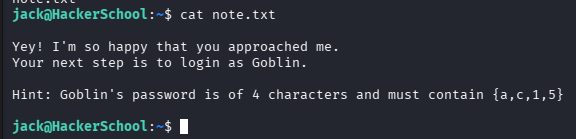 note.txt
jack@HackerSchool:~$ cat note.txt
Yey! I'm so happy that you approached me.
Your next step is to login as Goblin.
Hint: Goblin's password is of 4 characters and must contain {a,c,1,5}
jack@HackerSchool:~$